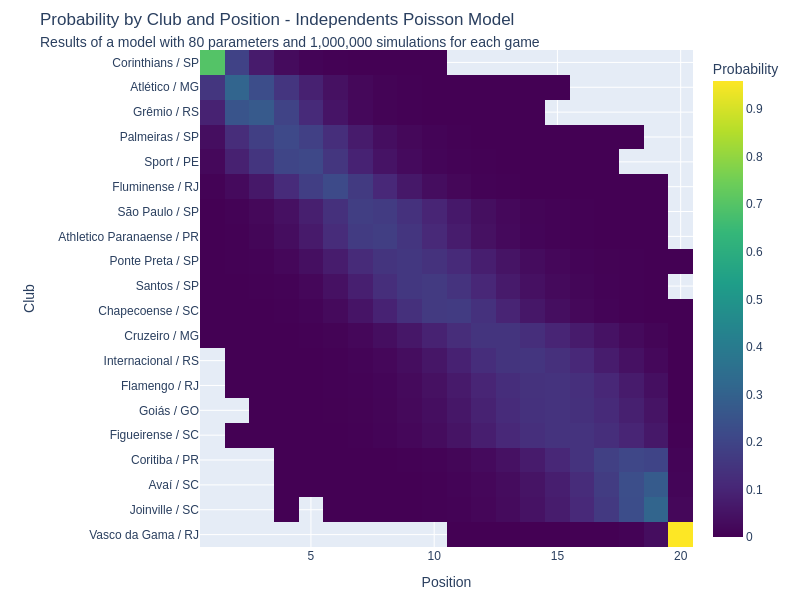 Probability by Club and Position - Independents Poisson Model
Results of a model with 80 parameters and 1,000,000 simulations for each game
Probability
Club
Corinthians / SP
Atlético / MG
Grêmio / RS
Palmeiras / SP
Sport / PE
Fluminense / RJ
São Paulo / SP
Athletico Paranaense / PR
Ponte Preta / SP
Santos / SP
Chapecoense / SC
Cruzeiro / MG
Internacional / RS
Flamengo / RJ
Goiás / GO
Figueirense / SC
Coritiba / PR
Avaí / SC
Joinville / SC
Vasco da Gama / RJ
0.9
0.8
0.7
0.6
0.5
0.4
0.3
0.2
0.1
0
5 10 15 20
Position